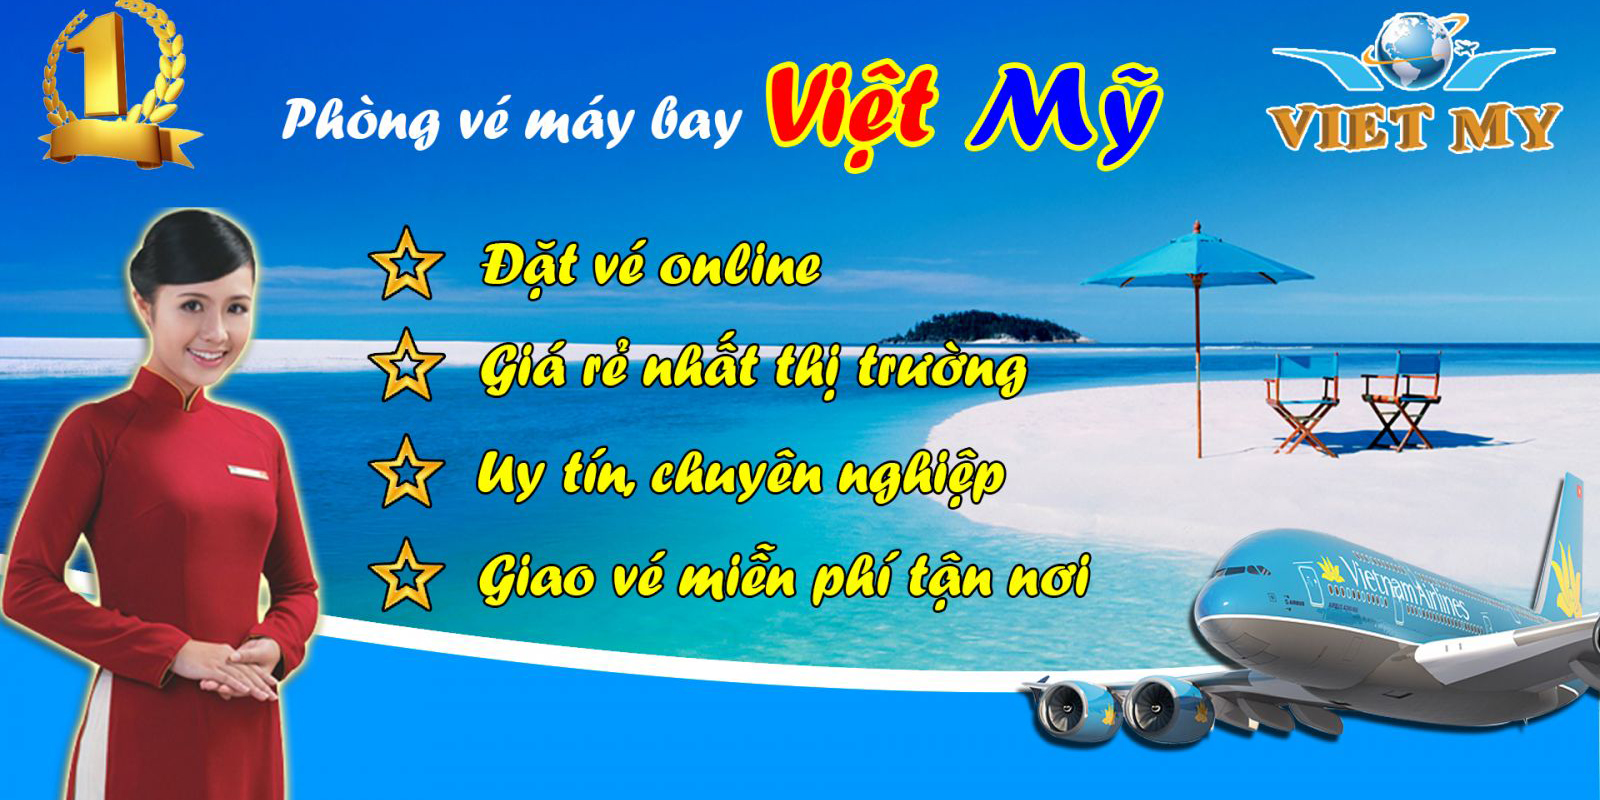 1
Phòng vé máy bay Việt Mỹ
VIET MY
Đặt vé online
Giá rẻ nhất thị trường
Uy tín, chuyên nghiệp
Giao vé miễn phí tận nơi
Vietnam Airlines